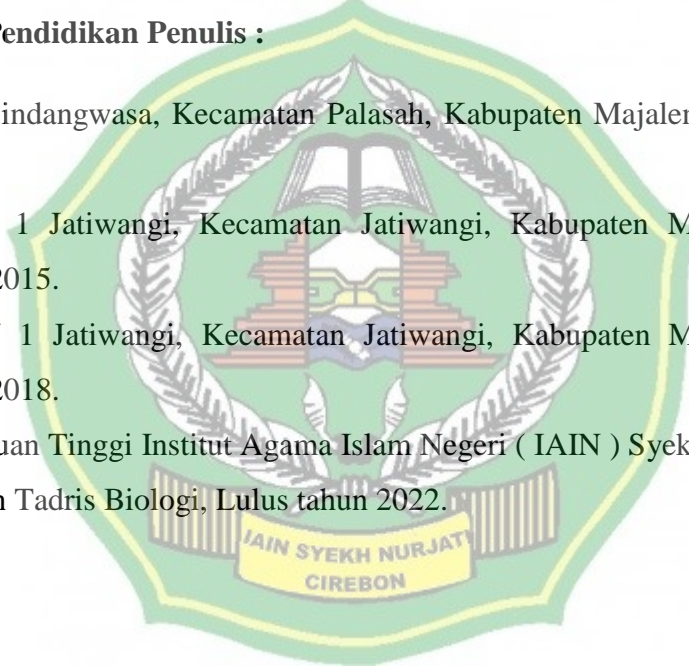 Pendidikan Penulis :
indangwasa, Kecamatan Palasah, Kabupaten Majaler
1 Jatiwangi, Kecamatan Jatiwangi, Kabupaten M
2015.
1 Jatiwangi, Kecamatan Jatiwangi, Kabupaten M
2018.
uan Tinggi Institut Agama Islam Negeri ( IAIN ) Syek
n Tadris Biologi, Lulus tahun 2022.
IAIN SYEKH NURJATI
CIREBON